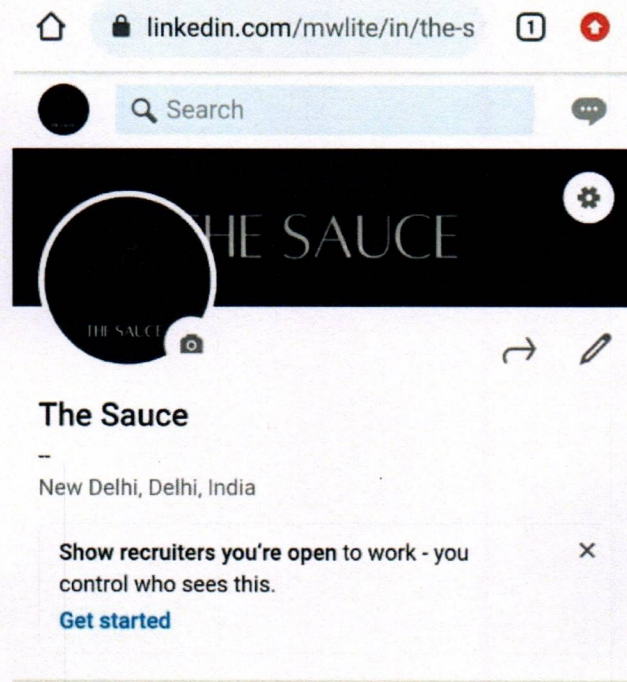 linkedin.com/mwlite/in/the-s
1
Search
THE SAUCE
THE SAUCE
The Sauce
--
New Delhi, Delhi, India
Show recruiters you're open to work - you
control who sees this.
Get started